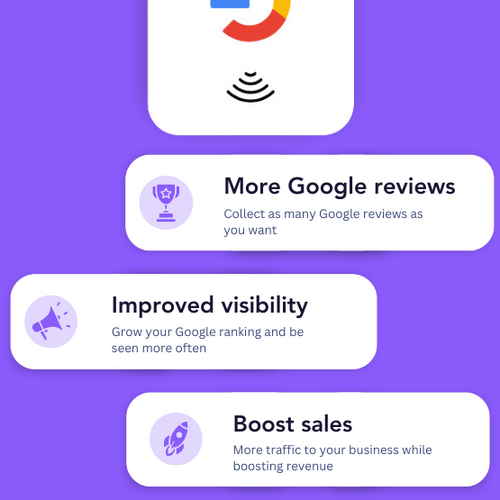 More Google reviews
Collect as many Google reviews as
you want
Improved visibility
Grow your Google ranking and be
seen more often
Boost sales
More traffic to your business while
boosting revenue